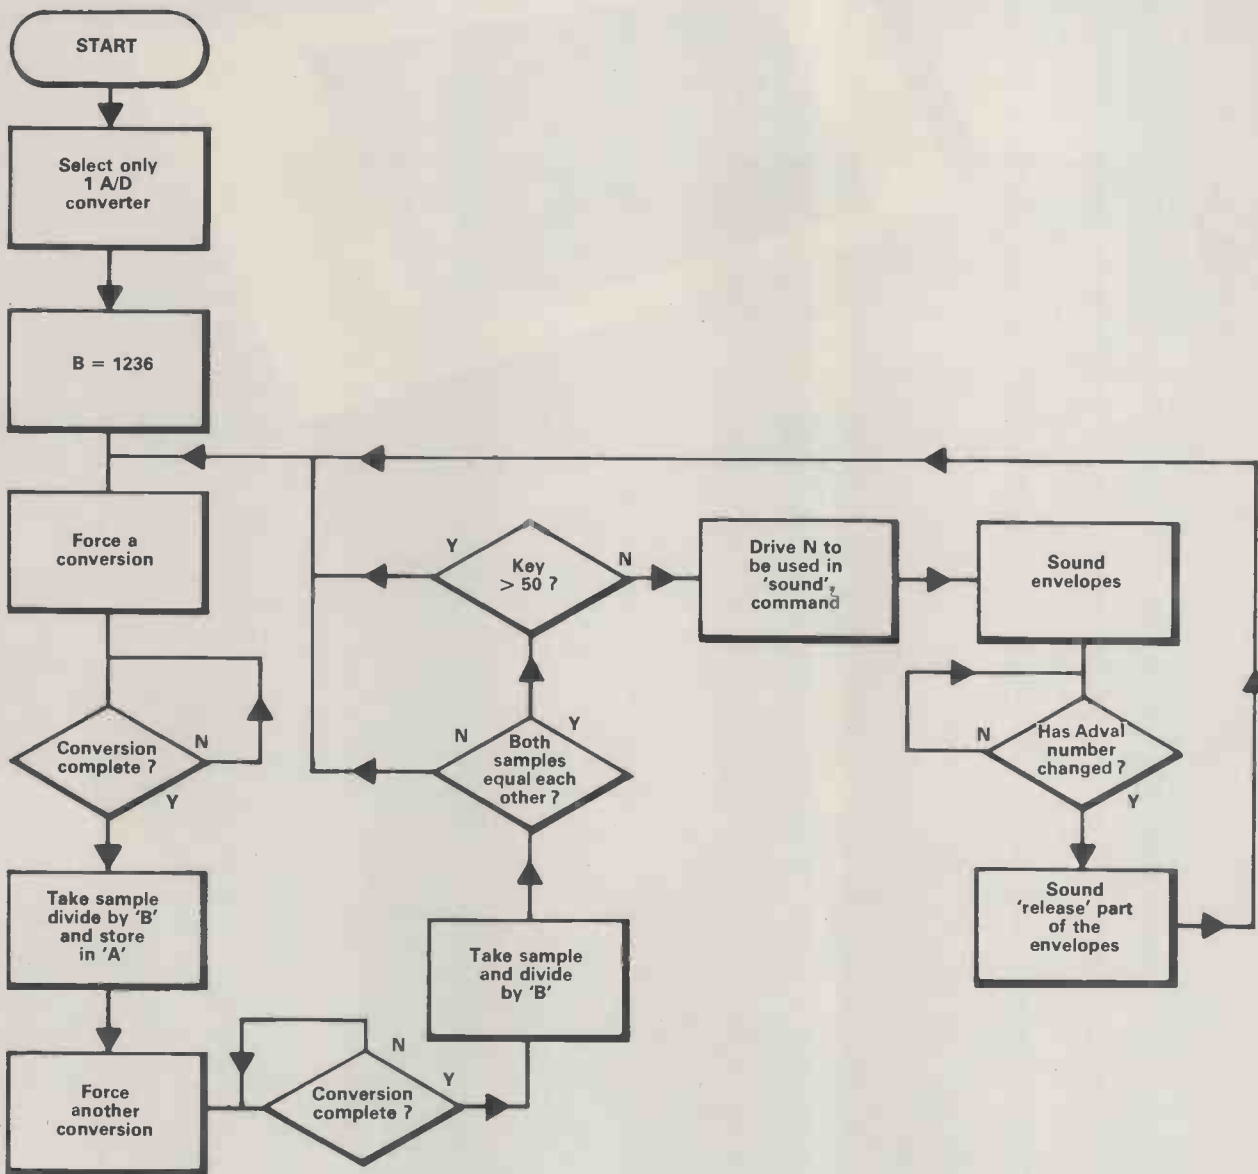 START
Select only
1 A/D
converter
B = 1236
Force a
conversion
Conversion
complete ?
N
Y
Take sample
divide by 'B'
and store
in 'A'
Force
another
conversion
Conversion
complete ?
N
Y
Take sample
and divide
by 'B'
Both
samples
equal each
other ?
N
Y
Key
> 50 ?
Y
N
Drive N to
be used in
'sound',
command
Sound
envelopes
Has Adval
number
changed ?
N
Y
Sound
'release' part
of the
envelopes